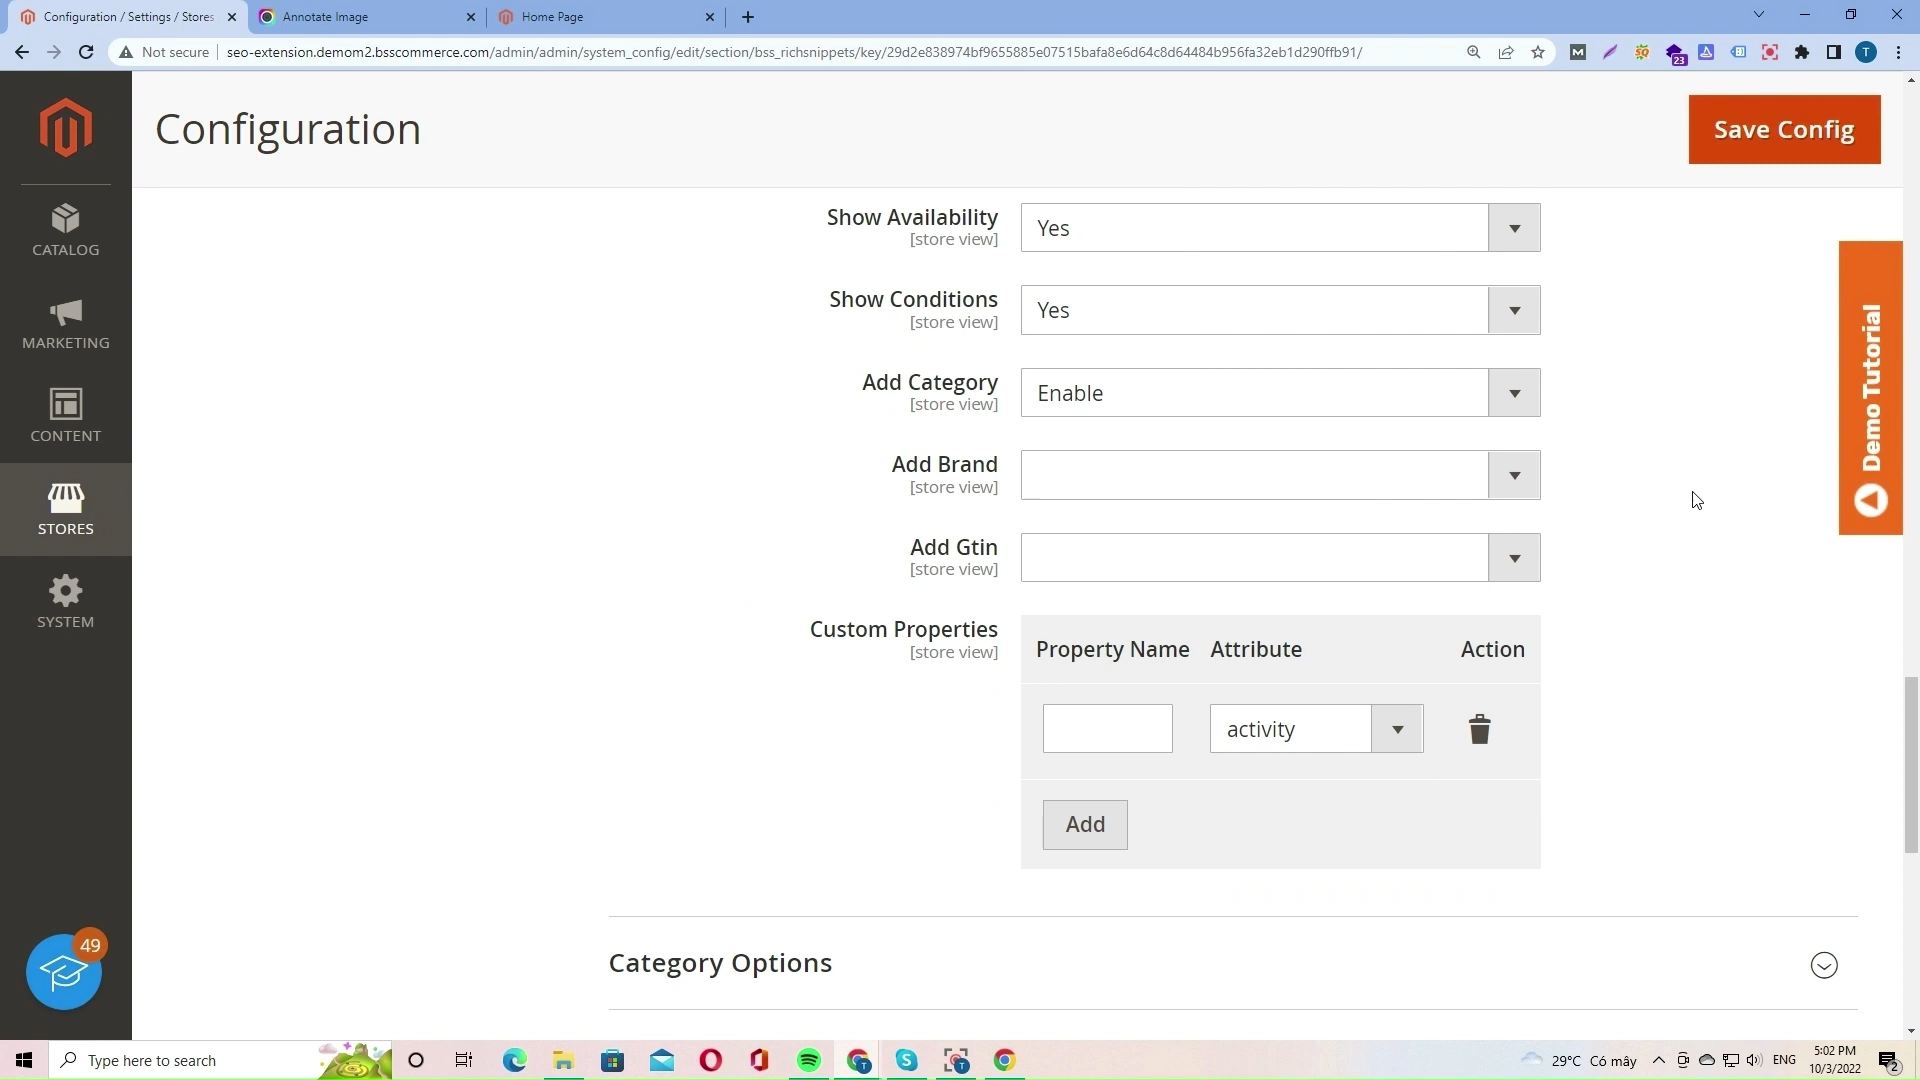 Configuration / Settings / Stores
Annotate Image
Home Page
Not secure
seo-extension.demom2.bsscommerce.com/admin/admin/system_config/edit/section/bss_richsnippets/key/29d2e838974bf9655885e07515bafa8e6d64c8d64484b956fa32eb1d290ffb91/
23
T
Configuration
Save Config
CATALOG
MARKETING
CONTENT
STORES
SYSTEM
49
Show Availability
[store view]
Yes
Show Conditions
[store view]
Yes
Add Category
[store view]
Enable
Add Brand
[store view]
Add Gtin
[store view]
Custom Properties
[store view]
Property Name Attribute Action
activity
Add
Category Options
Demo Tutorial
Type here to search
29°C Có mây
ENG
5:02 PM
10/3/2022
2